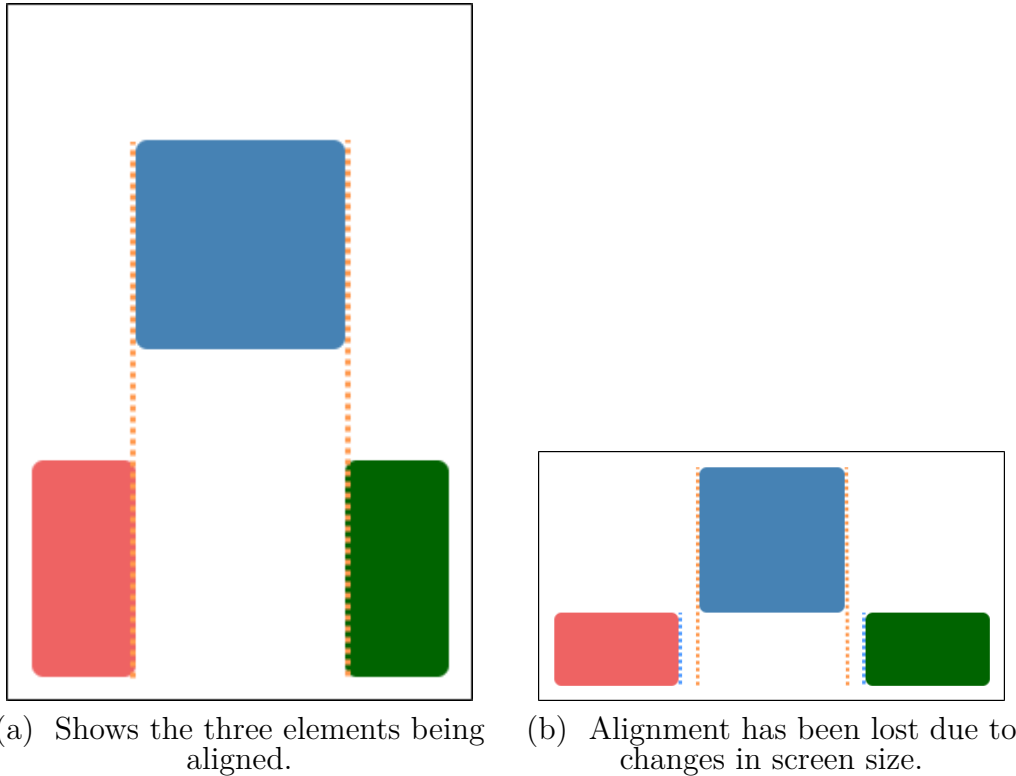 a) Shows the three elements being
aligned.
(b) Alignment has been lost due to
changes in screen size.